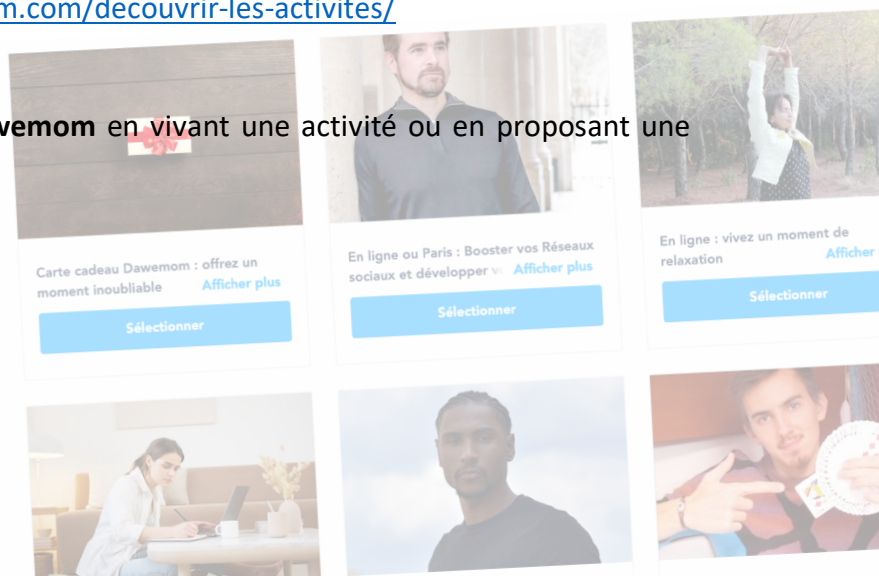 m.com/decouvrir-les-activites/
wemom en vivant une activité ou en proposant une
Carte cadeau Dawemom : offrez un
moment inoubliable Afficher plus
Sélectionner
En ligne ou Paris : Booster vos Réseaux
sociaux et développer v Afficher plus
Sélectionner
En ligne : vivez un moment de
relaxation Afficher
Sélectionner